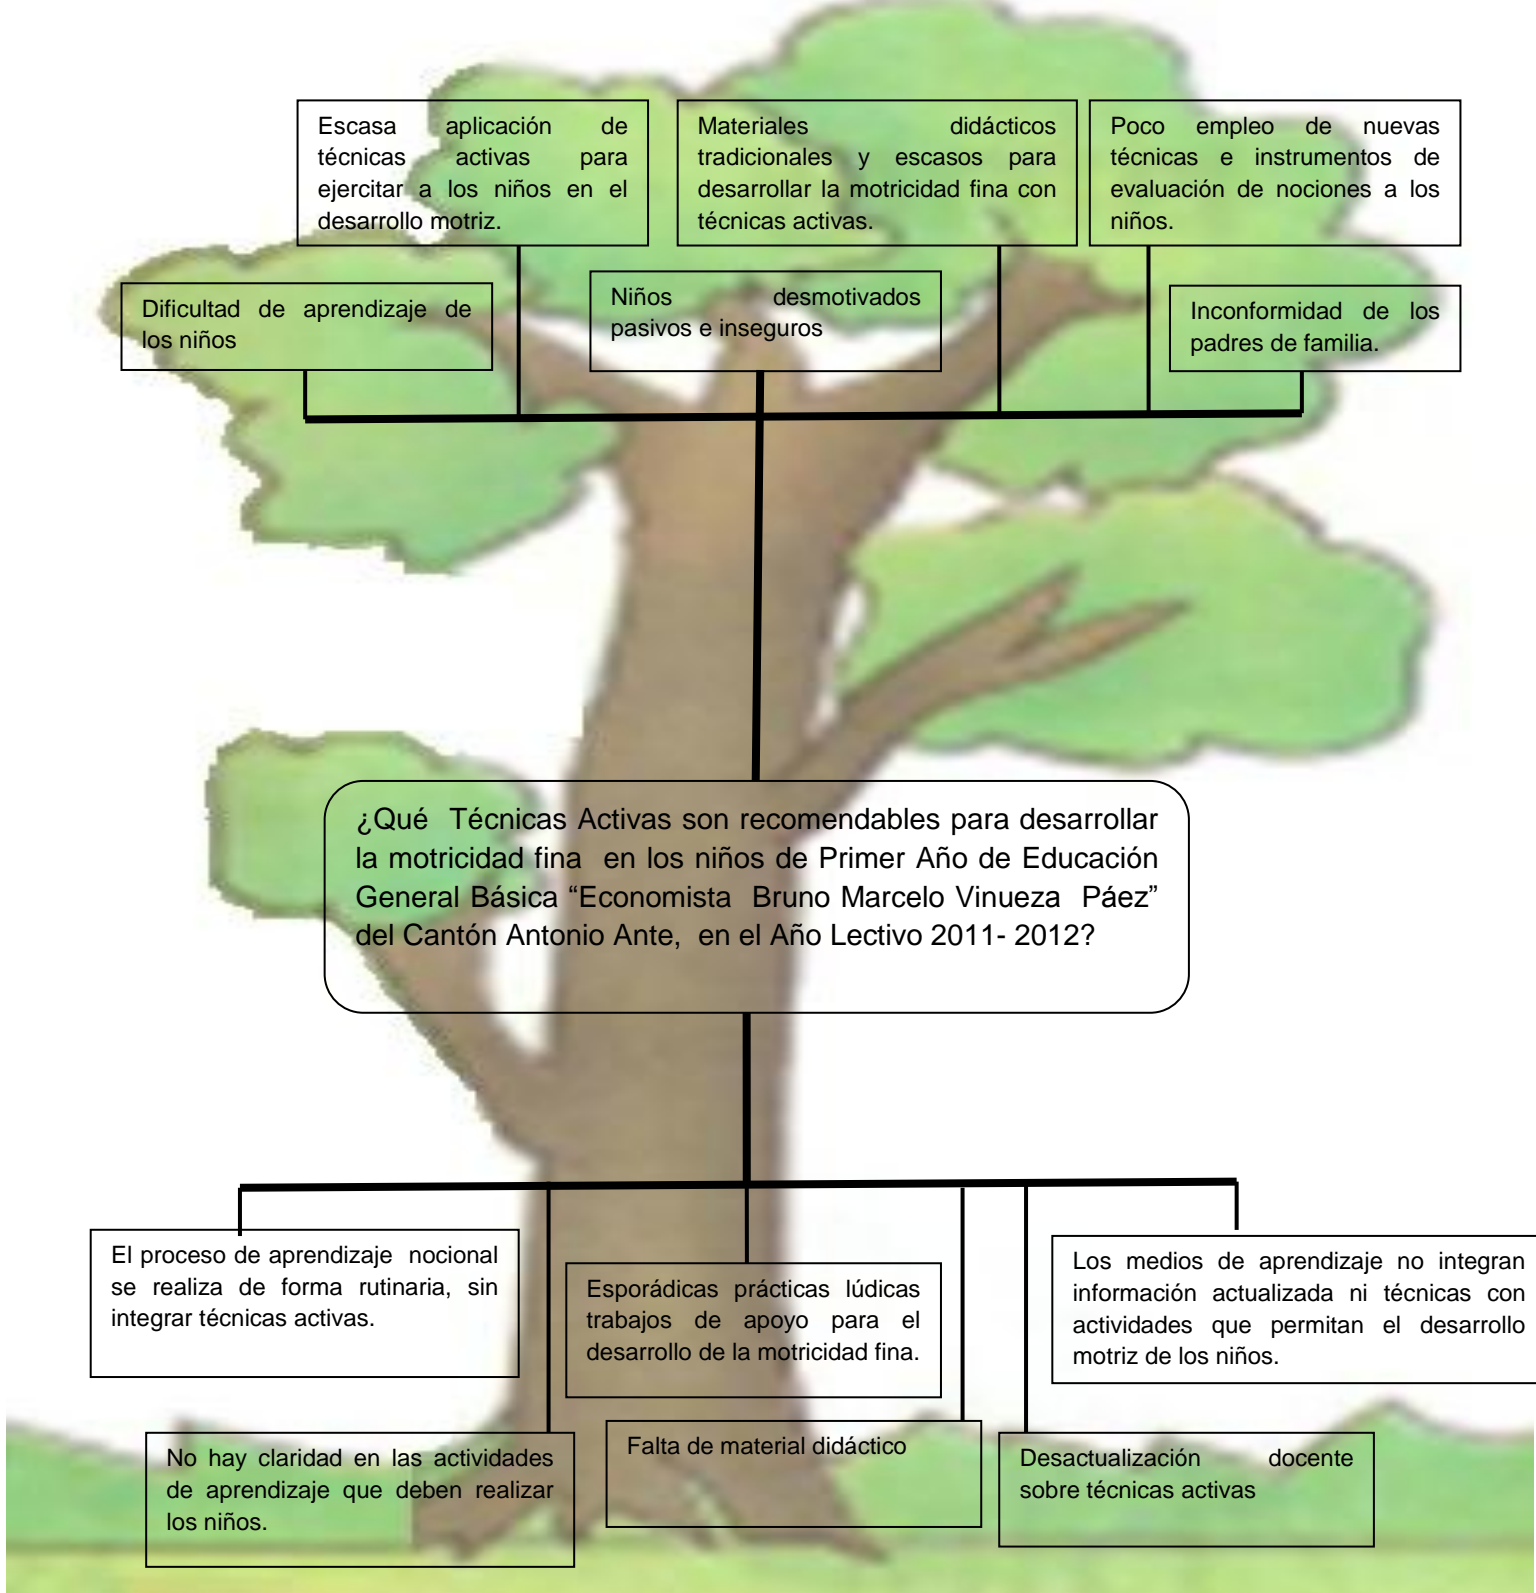 Escasa aplicación de
técnicas activas para
ejercitar a los niños en el
desarrollo motriz.
Materiales didácticos
tradicionales y escasos para
desarrollar la motricidad fina con
técnicas activas.
Poco empleo de nuevas
técnicas e instrumentos de
evaluación de nociones a los
niños.
Dificultad de aprendizaje de
los niños
Niños desmotivados
pasivos e inseguros
Inconformidad de los
padres de familia.
¿Qué Técnicas Activas son recomendables para desarrollar
la motricidad fina en los niños de Primer Año de Educación
General Básica “Economista Bruno Marcelo Vinueza Páez”
del Cantón Antonio Ante, en el Año Lectivo 2011- 2012?
El proceso de aprendizaje nocional
se realiza de forma rutinaria, sin
integrar técnicas activas.
Esporádicas prácticas lúdicas
trabajos de apoyo para el
desarrollo de la motricidad fina.
Los medios de aprendizaje no integran
información actualizada ni técnicas con
actividades que permitan el desarrollo
motriz de los niños.
No hay claridad en las actividades
de aprendizaje que deben realizar
los niños.
Falta de material didáctico
Desactualización docente
sobre técnicas activas